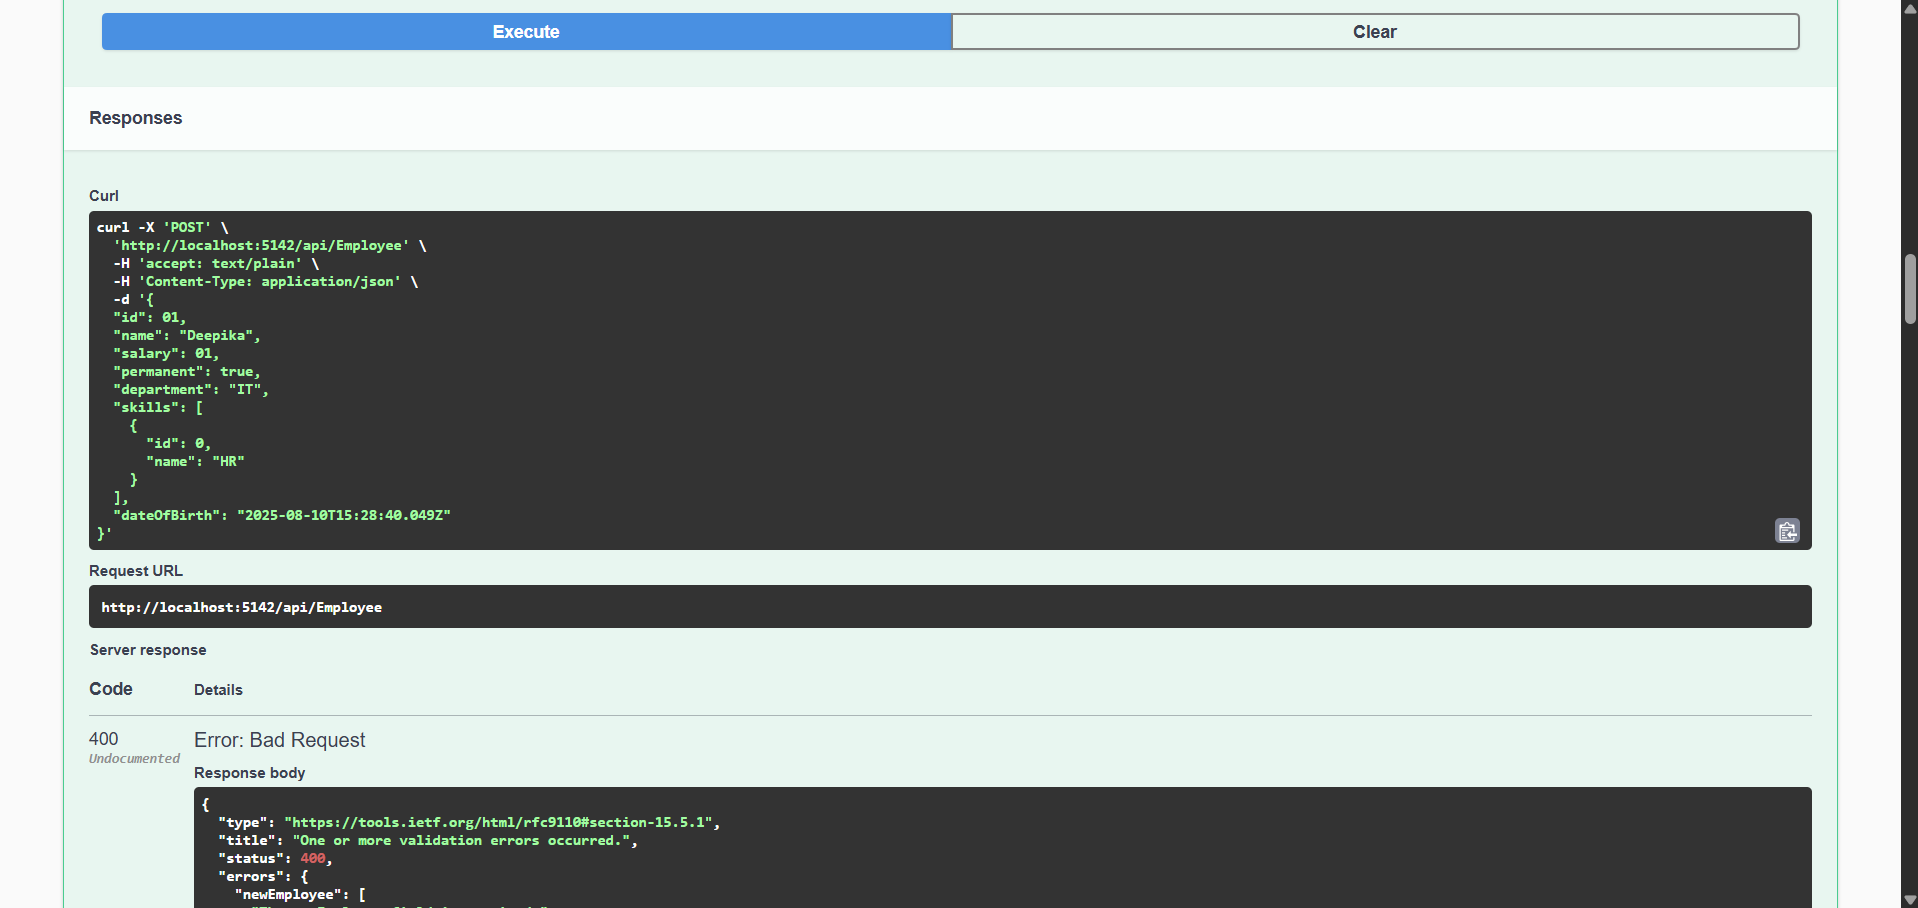 Execute
Clear
Responses
Curl
curl -X 'POST' \
  'http://localhost:5142/api/Employee' \
  -H 'accept: text/plain' \
  -H 'Content-Type: application/json' \
  -d '{
  "id": 01,
  "name": "Deepika",
  "salary": 01,
  "permanent": true,
  "department": "IT",
  "skills": [
    {
      "id": 0,
      "name": "HR"
    }
  ],
  "dateOfBirth": "2025-08-10T15:28:40.049Z"
}'
Request URL
http://localhost:5142/api/Employee
Server response
Code Details
400 Error: Bad Request
Undocumented
Response body
{
  "type": "https://tools.ietf.org/html/rfc9110#section-15.5.1",
  "title": "One or more validation errors occurred.",
  "status": 400,
  "errors": {
    "newEmployee": [